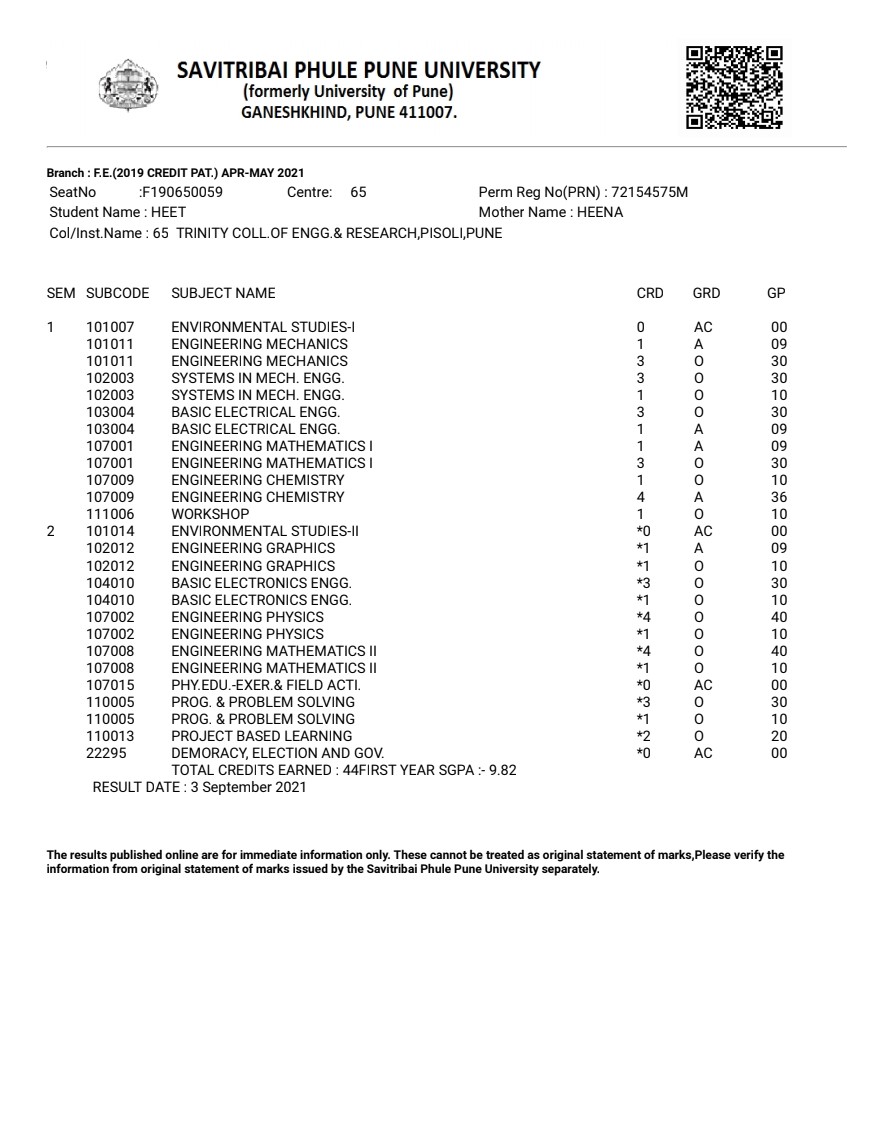 SAVITRIBAI PHULE PUNE UNIVERSITY
(formerly University of Pune)
GANESHKHIND, PUNE 411007.
Branch : F.E.(2019 CREDIT PAT.) APR-MAY 2021
SeatNo :F190650059 Centre: 65 Perm Reg No(PRN) : 72154575M
Student Name : HEET Mother Name : HEENA
Col/Inst.Name : 65 TRINITY COLL.OF ENGG.& RESEARCH,PISOLI,PUNE
SEM SUBCODE SUBJECT NAME CRD GRD GP
1 101007 ENVIRONMENTAL STUDIES-I 0 AC 00
101011 ENGINEERING MECHANICS 1 A 09
101011 ENGINEERING MECHANICS 3 O 30
102003 SYSTEMS IN MECH. ENGG. 3 O 30
102003 SYSTEMS IN MECH. ENGG. 1 O 10
103004 BASIC ELECTRICAL ENGG. 3 O 30
103004 BASIC ELECTRICAL ENGG. 1 A 09
107001 ENGINEERING MATHEMATICS I 1 A 09
107001 ENGINEERING MATHEMATICS I 3 O 30
107009 ENGINEERING CHEMISTRY 1 O 10
107009 ENGINEERING CHEMISTRY 4 A 36
111006 WORKSHOP 1 O 10
2 101014 ENVIRONMENTAL STUDIES-II *0 AC 00
102012 ENGINEERING GRAPHICS *1 A 09
102012 ENGINEERING GRAPHICS *1 O 10
104010 BASIC ELECTRONICS ENGG. *3 O 30
104010 BASIC ELECTRONICS ENGG. *1 O 10
107002 ENGINEERING PHYSICS *4 O 40
107002 ENGINEERING PHYSICS *1 O 10
107008 ENGINEERING MATHEMATICS II *4 O 40
107008 ENGINEERING MATHEMATICS II *1 O 10
107015 PHY.EDU.-EXER.& FIELD ACTI. *0 AC 00
110005 PROG. & PROBLEM SOLVING *3 O 30
110005 PROG. & PROBLEM SOLVING *1 O 10
110013 PROJECT BASED LEARNING *2 O 20
22295 DEMORACY, ELECTION AND GOV. *0 AC 00
TOTAL CREDITS EARNED : 44FIRST YEAR SGPA :- 9.82
RESULT DATE : 3 September 2021
The results published online are for immediate information only. These cannot be treated as original statement of marks,Please verify the
information from original statement of marks issued by the Savitribai Phule Pune University separately.